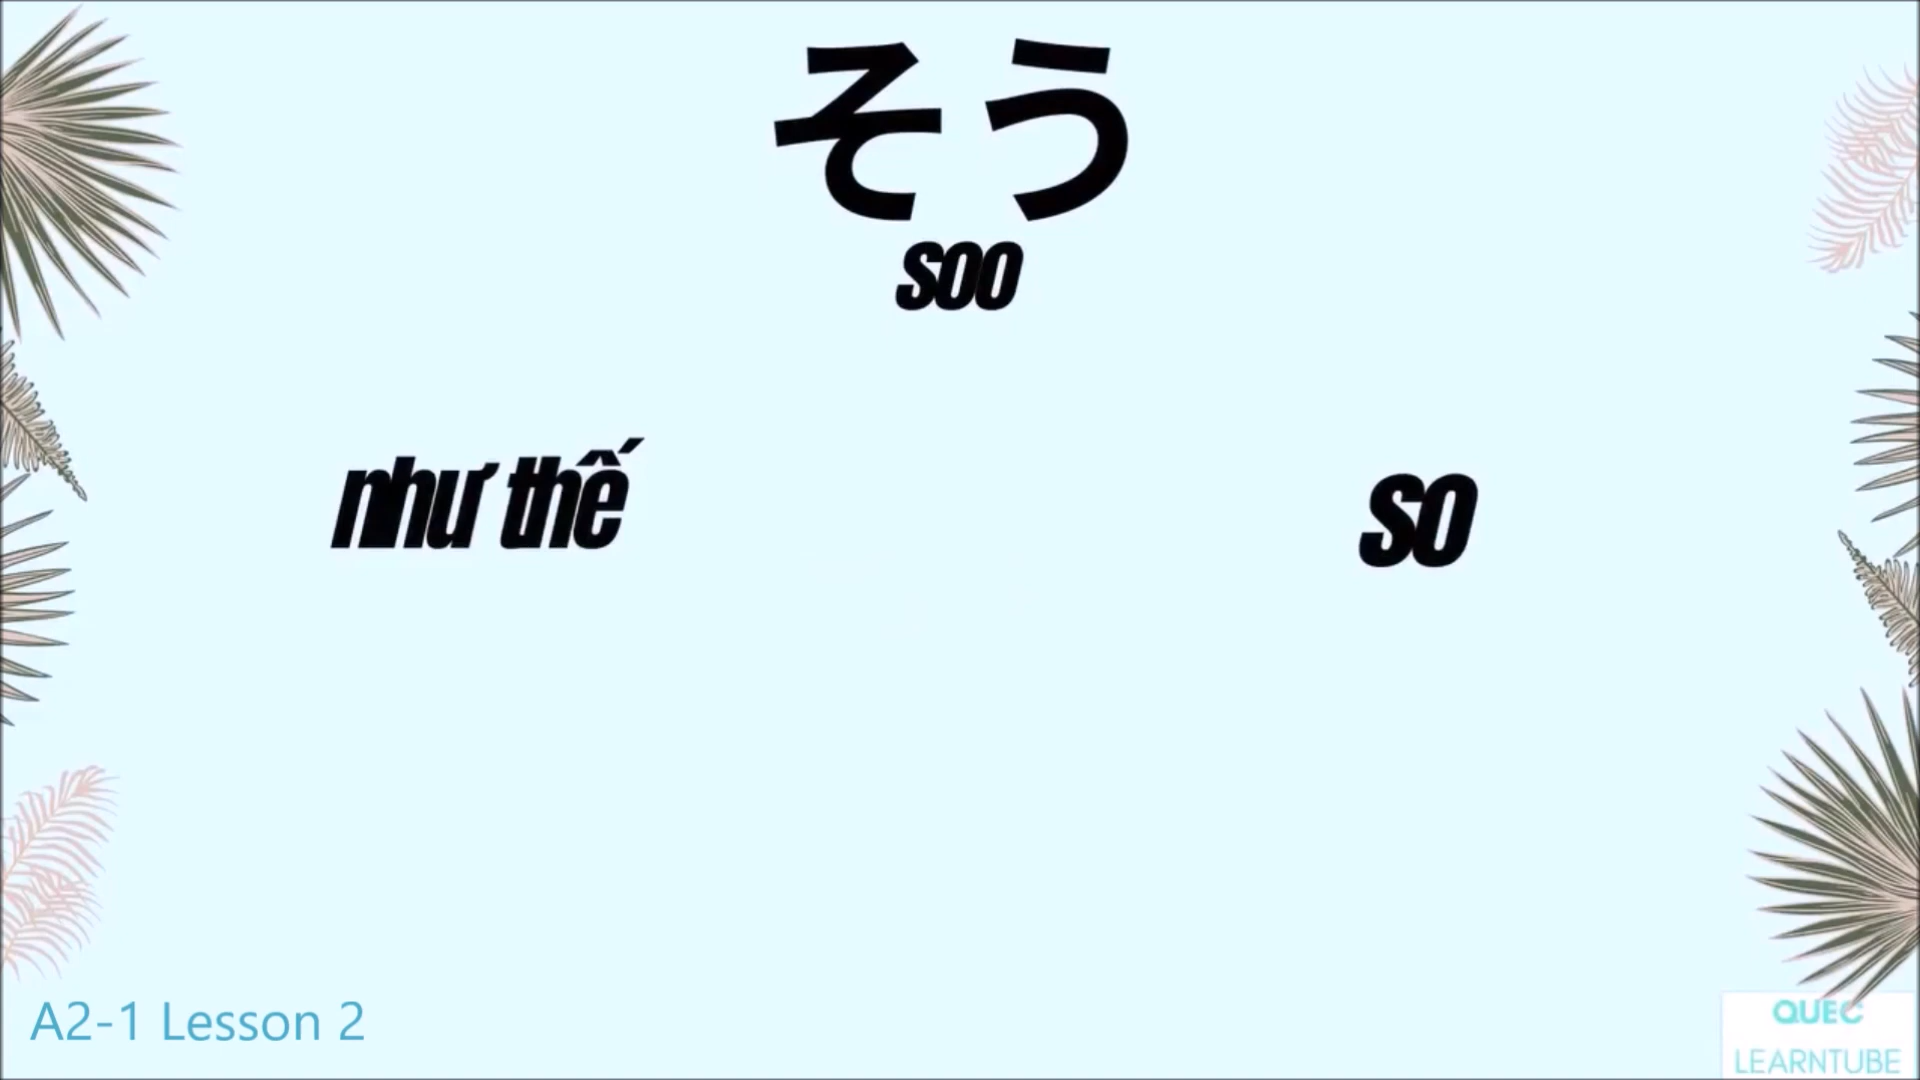 そう
soo
như thế
so
A2-1 Lesson 2
QUEC
LEARNTUBE